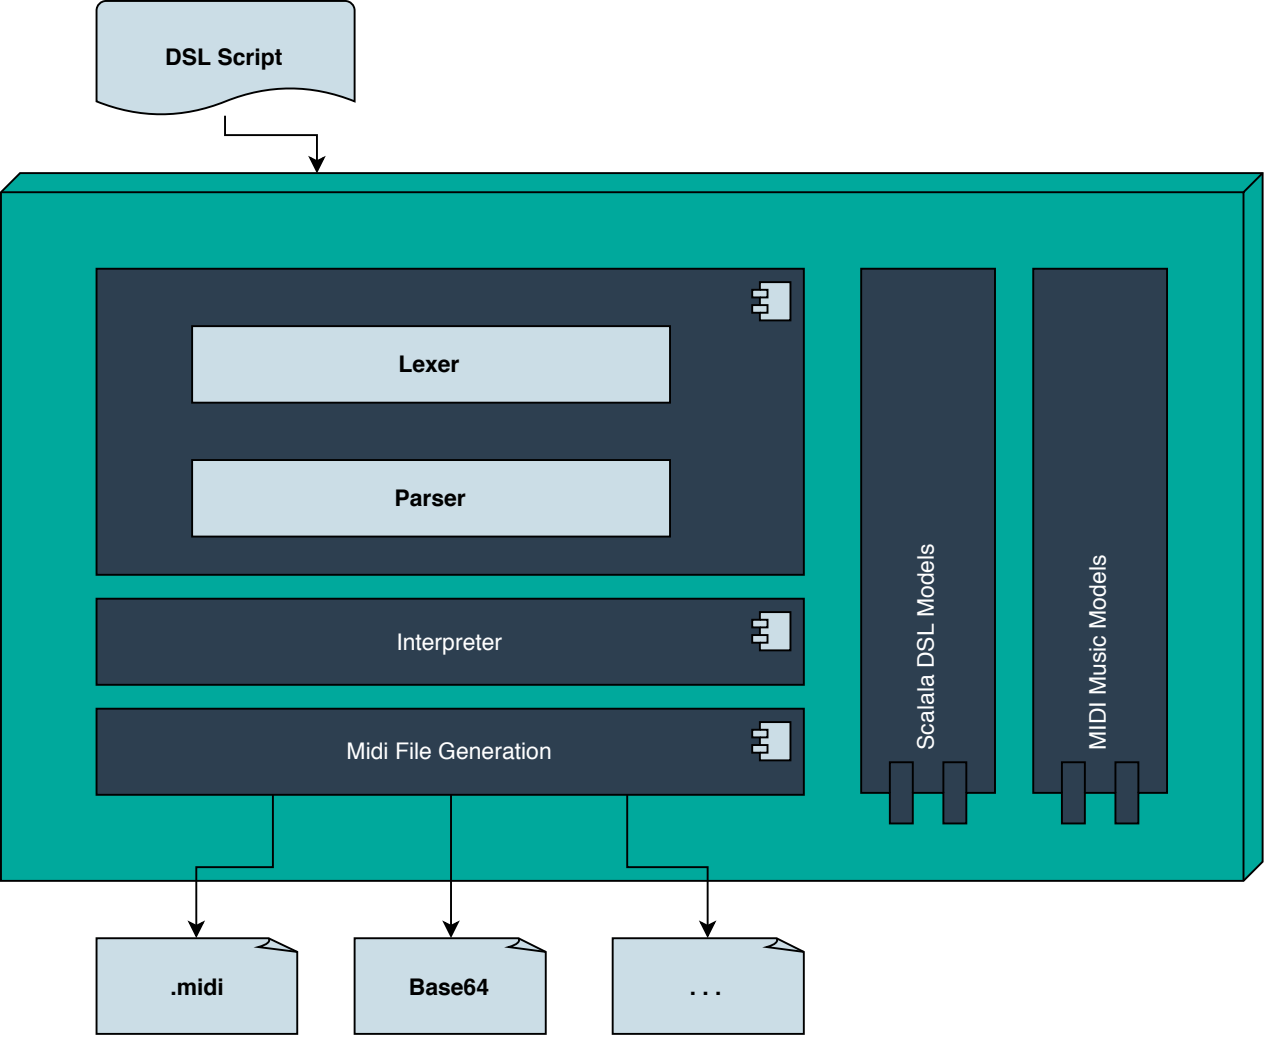 DSL Script
Lexer
Parser
Interpreter
Midi File Generation
Scalala DSL Models
MIDI Music Models
.midi
Base64
. . .